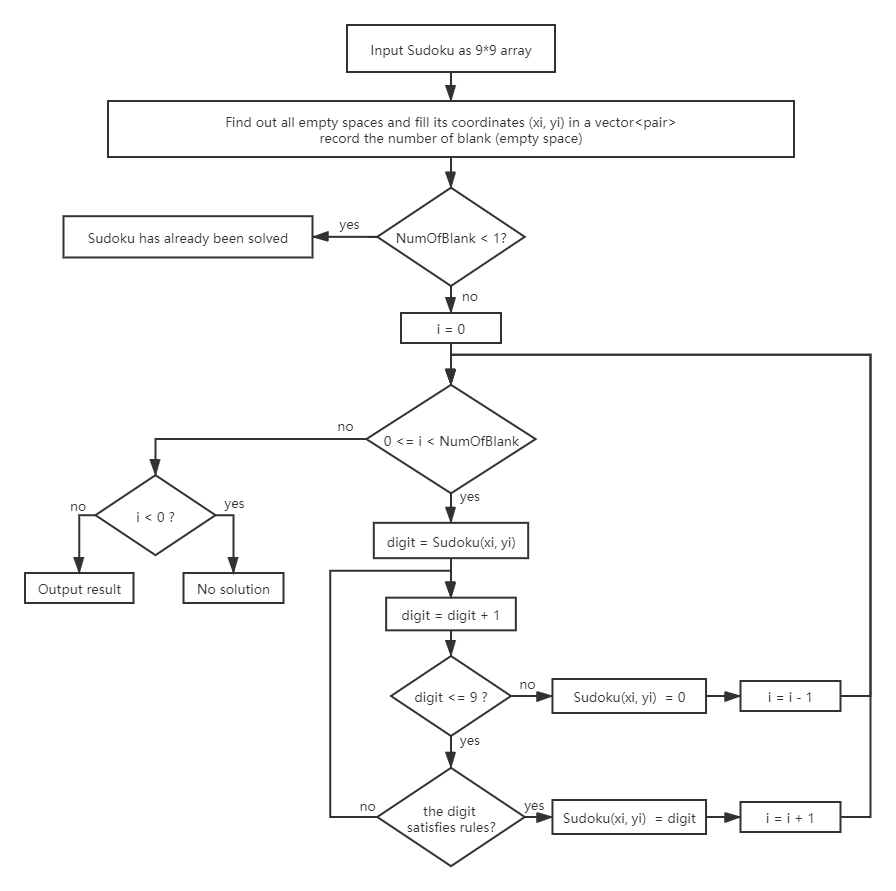 Input Sudoku as 9*9 array
Find out all empty spaces and fill its coordinates (xi, yi) in a vector<pair>
record the number of blank (empty space)
yes
Sudoku has already been solved
NumOfBlank < 1?
no
i = 0
no
0 <= i < NumOfBlank
yes
no
i < 0 ?
yes
digit = Sudoku(xi, yi)
Output result
No solution
digit = digit + 1
digit <= 9 ?
no
Sudoku(xi, yi) = 0
i = i - 1
yes
no
the digit
satisfies rules?
yes
Sudoku(xi, yi) = digit
i = i + 1